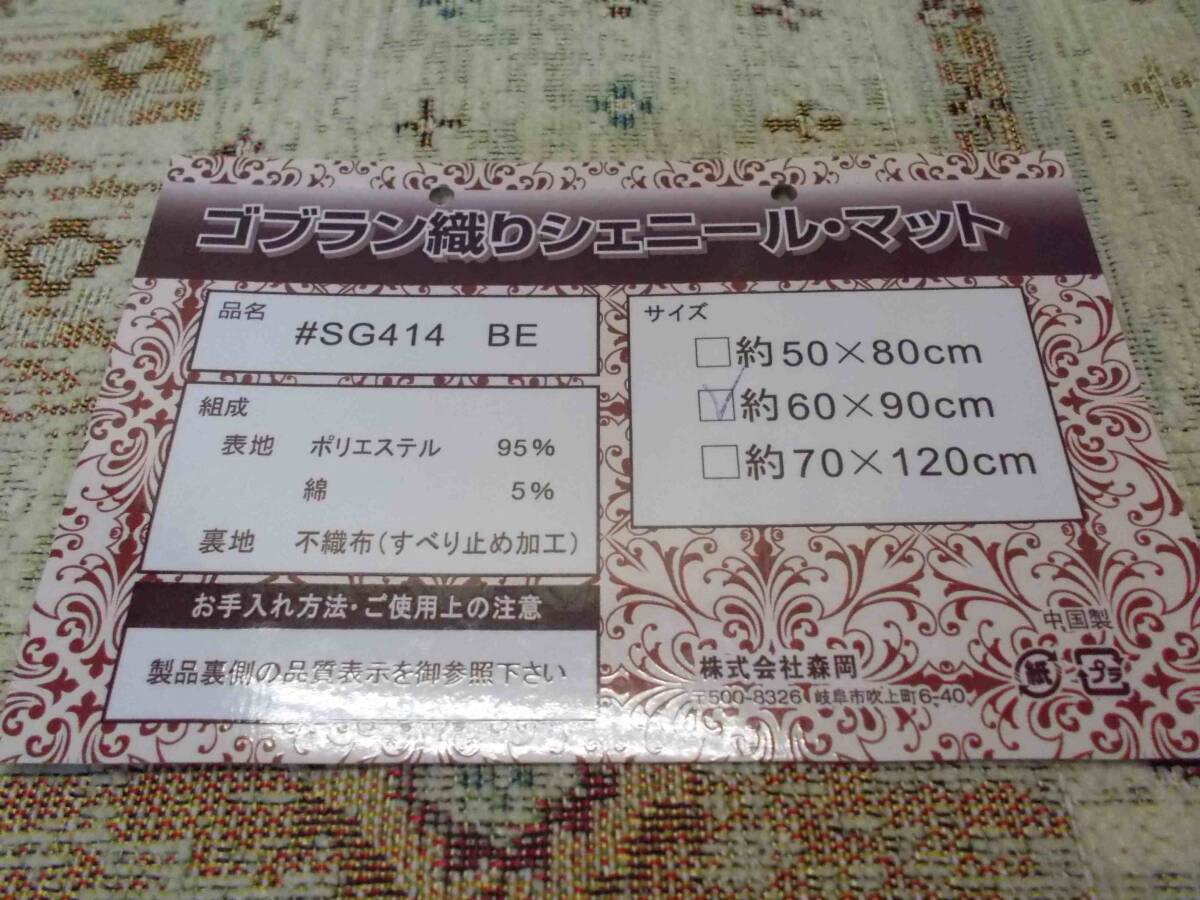 ゴブラン織りシェニール・マット
品名
#SG414 BE
組成
表地 ポリエステル 95%
綿 5%
裏地 不織布(すべり止め加工)
お手入れ方法・ご使用上の注意
製品裏側の品質表示を御参照下さい
サイズ
□約50×80cm
☑約60×90cm
□約70×120cm
中国製
株式会社森岡
〒500-8326 岐阜市吹上町6-40
紙
プラ